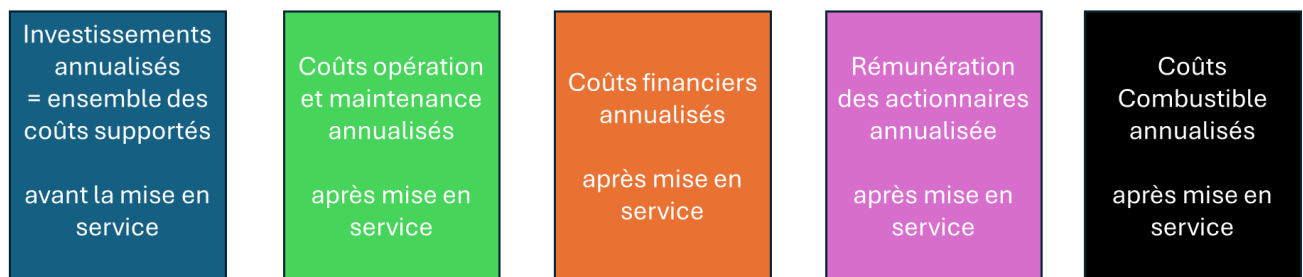 Investissements
annualisés
= ensemble des
coûts supportés
avant la mise en
service
Coûts opération
et maintenance
annualisés
après mise en
service
Coûts financiers
annualisés
après mise en
service
Rémunération
des actionnaires
annualisée
après mise en
service
Coûts
Combustible
annualisés
après mise en
service